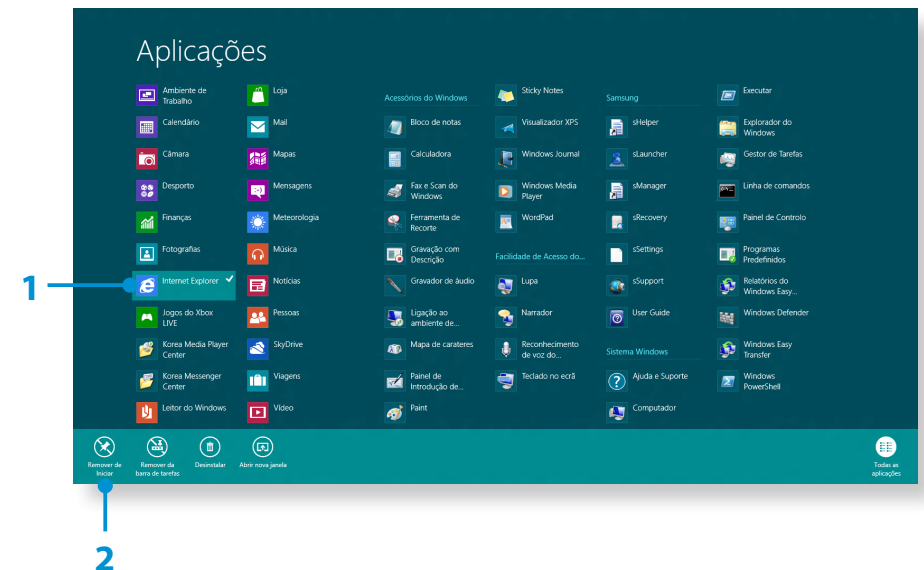 Aplicações
Ambiente de
Trabalho
Calendário
Câmara
Desporto
Finanças
Fotografias
Internet Explorer
Jogos do Xbox
LIVE
Korea Media Player
Center
Korea Messenger
Center
Leitor do Windows
Loja
Mail
Mapas
Mensagens
Meteorologia
Música
Notícias
Pessoas
SkyDrive
Viagens
Vídeo
Acessórios do Windows
Bloco de notas
Calculadora
Fax e Scan do
Windows
Ferramenta de
Recorte
Gravação com
Descrição
Gravador de áudio
Ligação ao
ambiente de...
Mapa de carateres
Painel de
Introdução de...
Paint
Sticky Notes
Visualizador XPS
Windows Journal
Windows Media
Player
WordPad
Facilidade de Acesso do...
Lupa
Narrador
Reconhecimento
de voz do...
Teclado no ecrã
Samsung
sHelper
sLauncher
sManager
sRecovery
sSettings
sSupport
User Guide
Sistema Windows
Ajuda e Suporte
Computador
Executar
Explorador do
Windows
Gestor de Tarefas
Linha de comandos
Painel de Controlo
Programas
Predefinidos
Relatórios do
Windows Easy...
Windows Defender
Windows Easy
Transfer
Windows
PowerShell
1
Remover de
Iniciar
Remover da
barra de tarefas
Desinstalar
Abrir nova janela
Todas as
aplicações
2